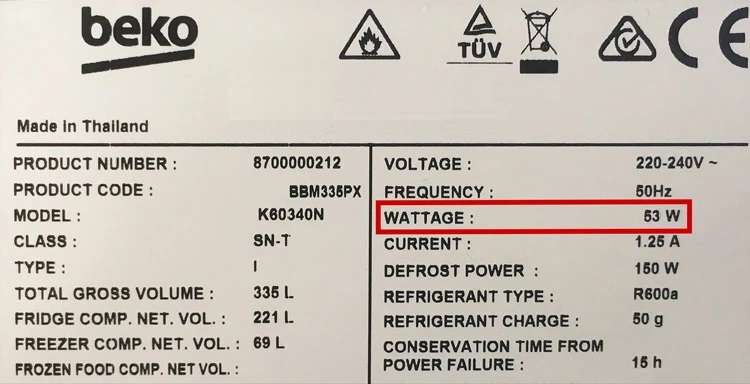 beko
TÜV
CE
Made in Thailand
PRODUCT NUMBER : 8700000212
PRODUCT CODE : BBM335PX
MODEL : K60340N
CLASS : SN-T
TYPE : I
TOTAL GROSS VOLUME : 335 L
FRIDGE COMP. NET. VOL. : 221 L
FREEZER COMP. NET. VOL. : 69 L
FROZEN FOOD COMP. NET VOL. :
VOLTAGE : 220-240V ~
FREQUENCY : 50Hz
WATTAGE : 53 W
CURRENT : 1.25 A
DEFROST POWER : 150 W
REFRIGERANT TYPE : R600a
REFRIGERANT CHARGE : 50 g
CONSERVATION TIME FROM
POWER FAILURE : 15 h